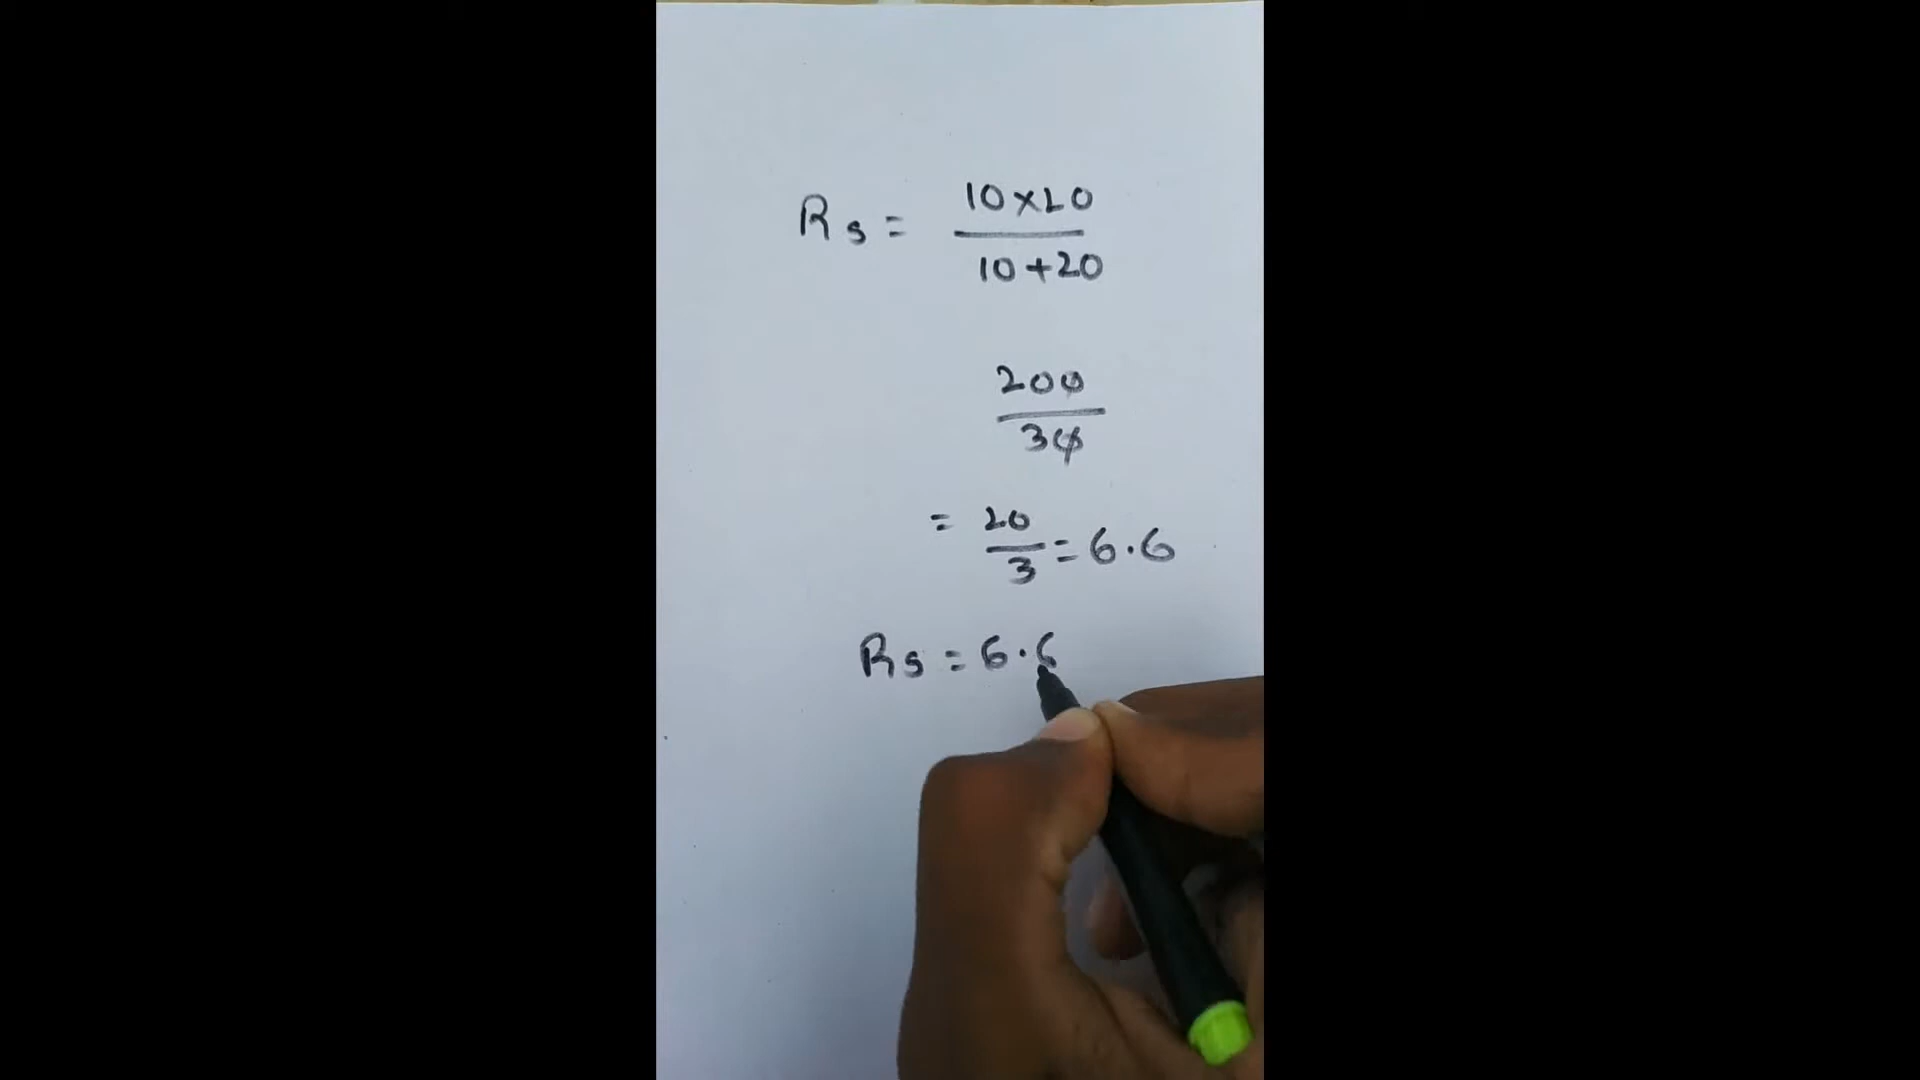 Rs = 10×20
10+20
200
30
= 20/3 = 6.6
Rs = 6.6